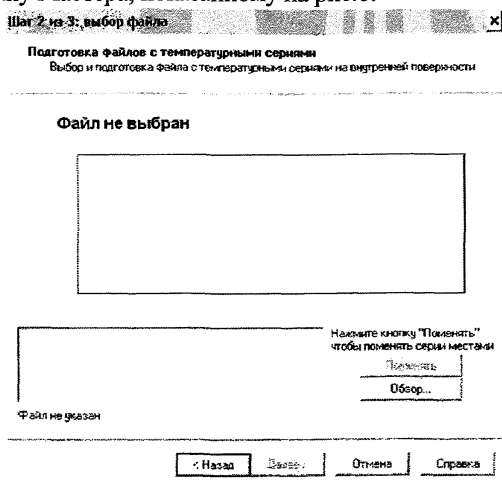 Шаг 2 из 3: выбор файла
Подготовка файлов с температурными сериями
Выбор и подготовка файла с температурными сериями на внутренней поверхности
Файл не выбран
Нажмите кнопку "Поменять"
чтобы поменять серии местами
Поменять
Обзор...
Файл не указан
< Назад
Далее >
Отмена
Справка